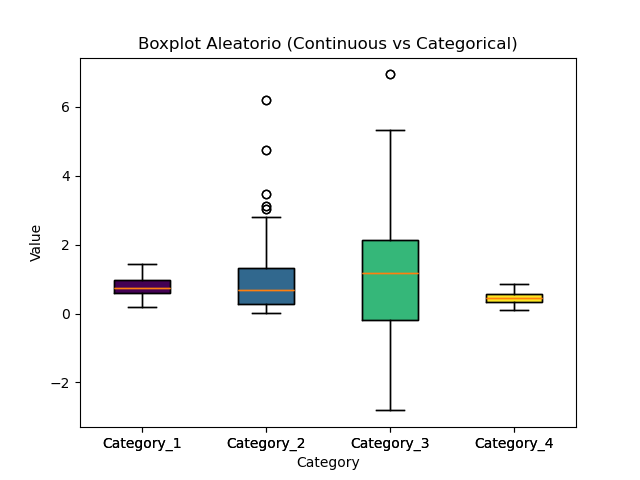 Boxplot Aleatorio (Continuous vs Categorical)
Value
6
4
2
0
−2
Category_1 Category_2 Category_3 Category_4
Category